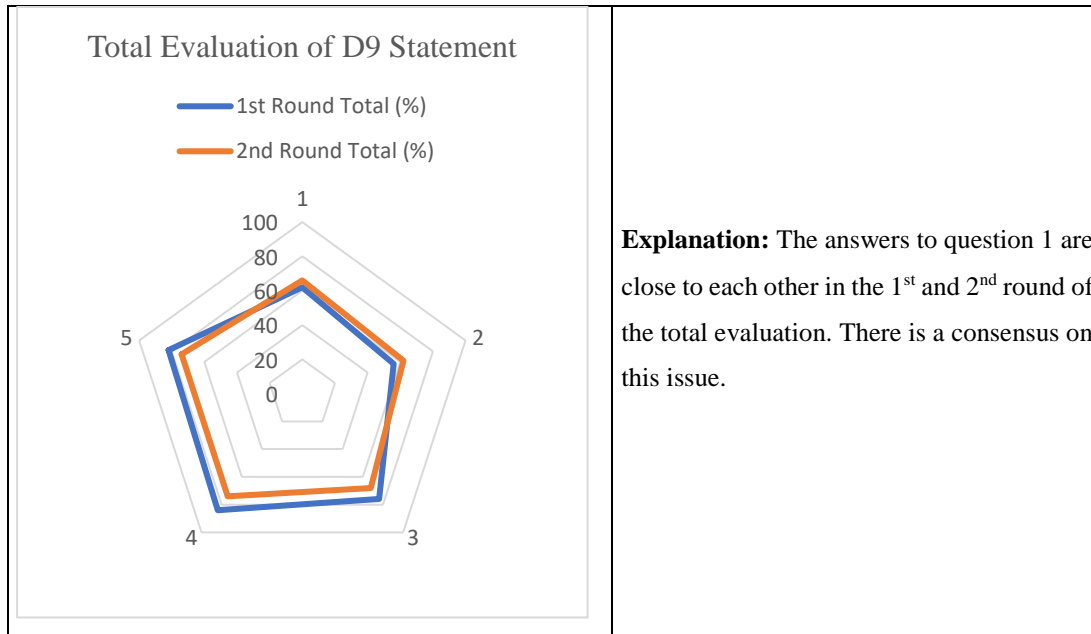 Total Evaluation of D9 Statement
1st Round Total (%)
2nd Round Total (%)
1
100
80
60
40
20
0
5
2
4
3
Explanation: The answers to question 1 are
close to each other in the 1st and 2nd round of
the total evaluation. There is a consensus on
this issue.